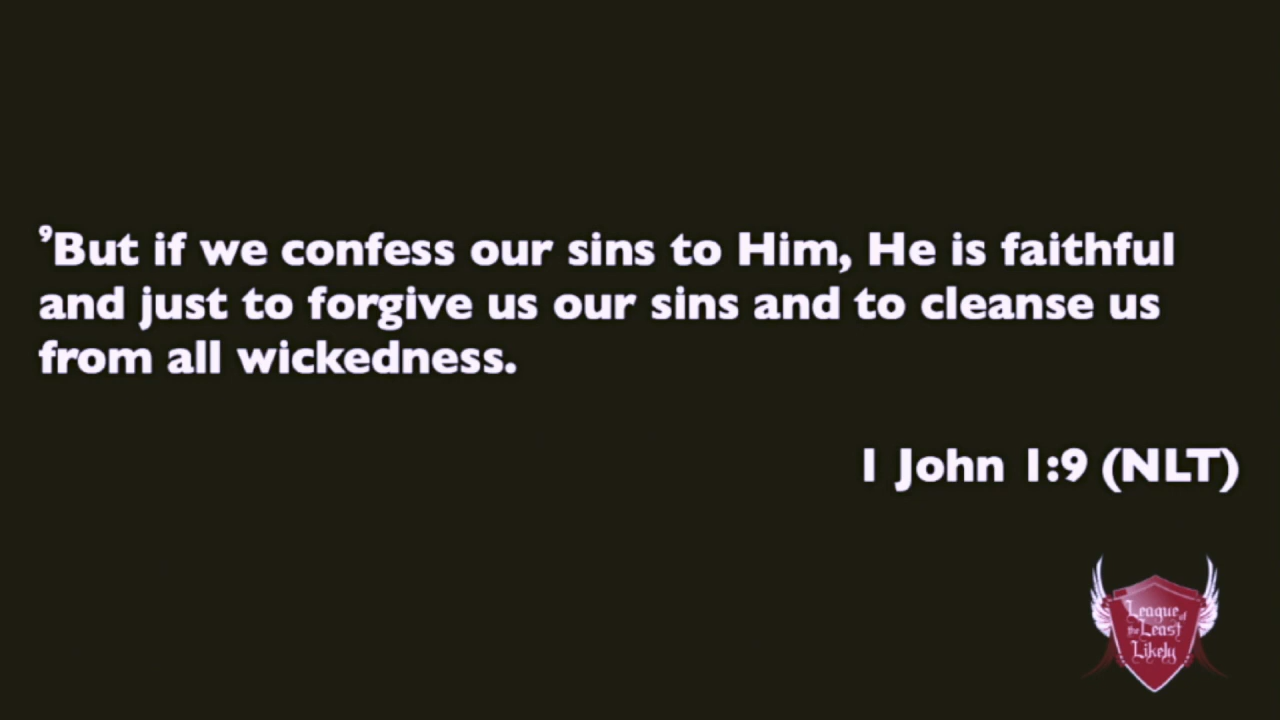 ⁹But if we confess our sins to Him, He is faithful
and just to forgive us our sins and to cleanse us
from all wickedness.
1 John 1:9 (NLT)
League of
the Least
Likely